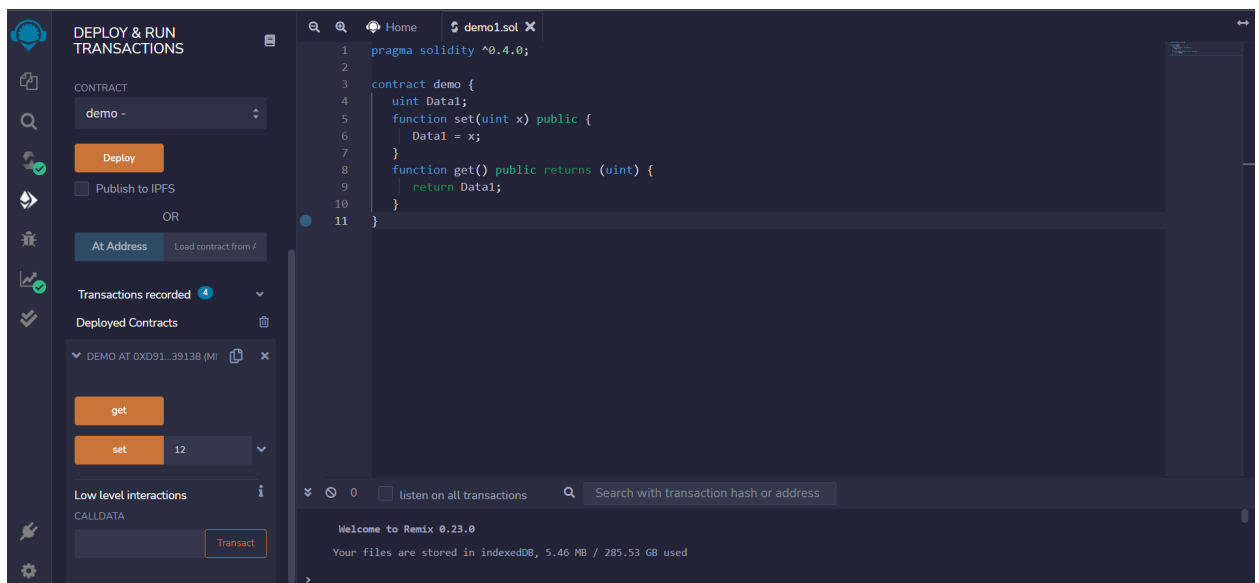 DEPLOY & RUN
TRANSACTIONS
CONTRACT
demo -
Deploy
Publish to IPFS
OR
At Address Load contract from A
Transactions recorded 4
Deployed Contracts
DEMO AT 0XD91...39138 (MI
get
set 12
Low level interactions i
CALLDATA
Transact
Home demo1.sol
1 pragma solidity ^0.4.0;
2
3 contract demo {
4 uint Data1;
5 function set(uint x) public {
6 Data1 = x;
7 }
8 function get() public returns (uint) {
9 return Data1;
10 }
11 }
0 listen on all transactions Search with transaction hash or address
Welcome to Remix 0.23.0
Your files are stored in indexedDB, 5.46 MB / 285.53 GB used
>